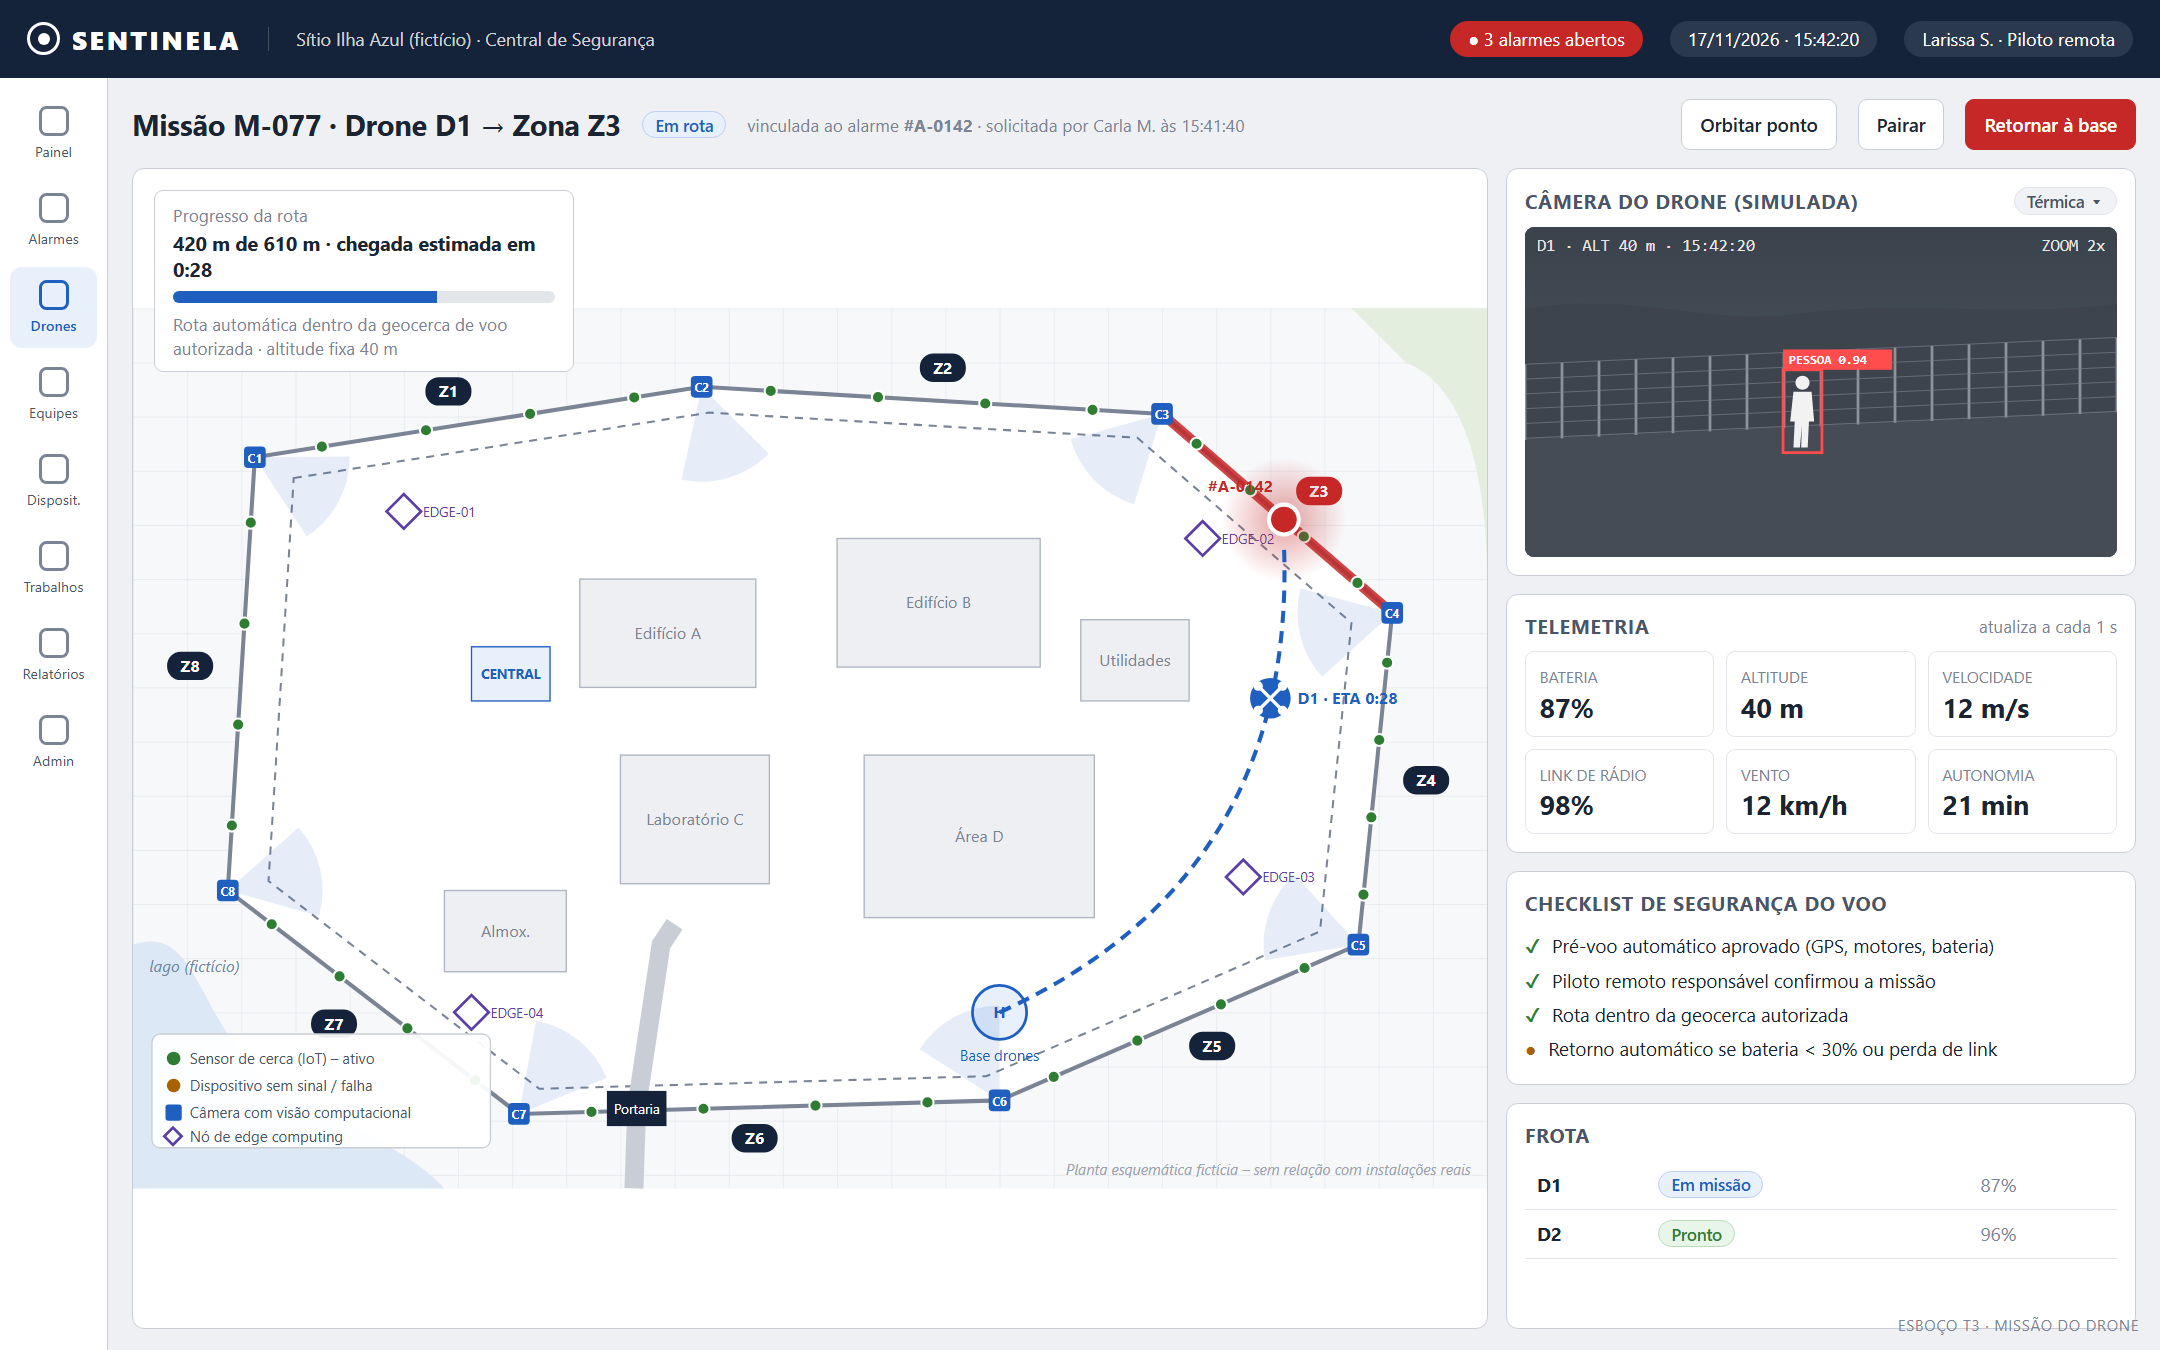 SENTINELA
Sítio Ilha Azul (fictício) · Central de Segurança
● 3 alarmes abertos
17/11/2026 · 15:42:20
Larissa S. · Piloto remota
Painel
Alarmes
Drones
Equipes
Disposit.
Trabalhos
Relatórios
Admin
Missão M-077 · Drone D1 → Zona Z3
Em rota
vinculada ao alarme #A-0142 · solicitada por Carla M. às 15:41:40
Orbitar ponto
Pairar
Retornar à base
Progresso da rota
420 m de 610 m · chegada estimada em
0:28
Rota automática dentro da geocerca de voo
autorizada · altitude fixa 40 m
Z1
Z2
C2
C3
C1
#A-0142
Z3
EDGE-01
EDGE-02
Edifício B
Edifício A
C4
Utilidades
Z8
CENTRAL
D1 · ETA 0:28
Z4
Laboratório C
Área D
EDGE-03
C8
Almox.
C5
lago (fictício)
EDGE-04
H
Z7
Base drones
Z5
Sensor de cerca (IoT) – ativo
Dispositivo sem sinal / falha
Câmera com visão computacional
Nó de edge computing
C7
Portaria
C6
Z6
Planta esquemática fictícia – sem relação com instalações reais
CÂMERA DO DRONE (SIMULADA)
Térmica ▾
D1 · ALT 40 m · 15:42:20
ZOOM 2x
PESSOA 0.94
TELEMETRIA
atualiza a cada 1 s
BATERIA
87%
ALTITUDE
40 m
VELOCIDADE
12 m/s
LINK DE RÁDIO
98%
VENTO
12 km/h
AUTONOMIA
21 min
CHECKLIST DE SEGURANÇA DO VOO
✓ Pré-voo automático aprovado (GPS, motores, bateria)
✓ Piloto remoto responsável confirmou a missão
✓ Rota dentro da geocerca autorizada
● Retorno automático se bateria < 30% ou perda de link
FROTA
D1 Em missão 87%
D2 Pronto 96%
ESBOÇO T3 · MISSÃO DO DRONE